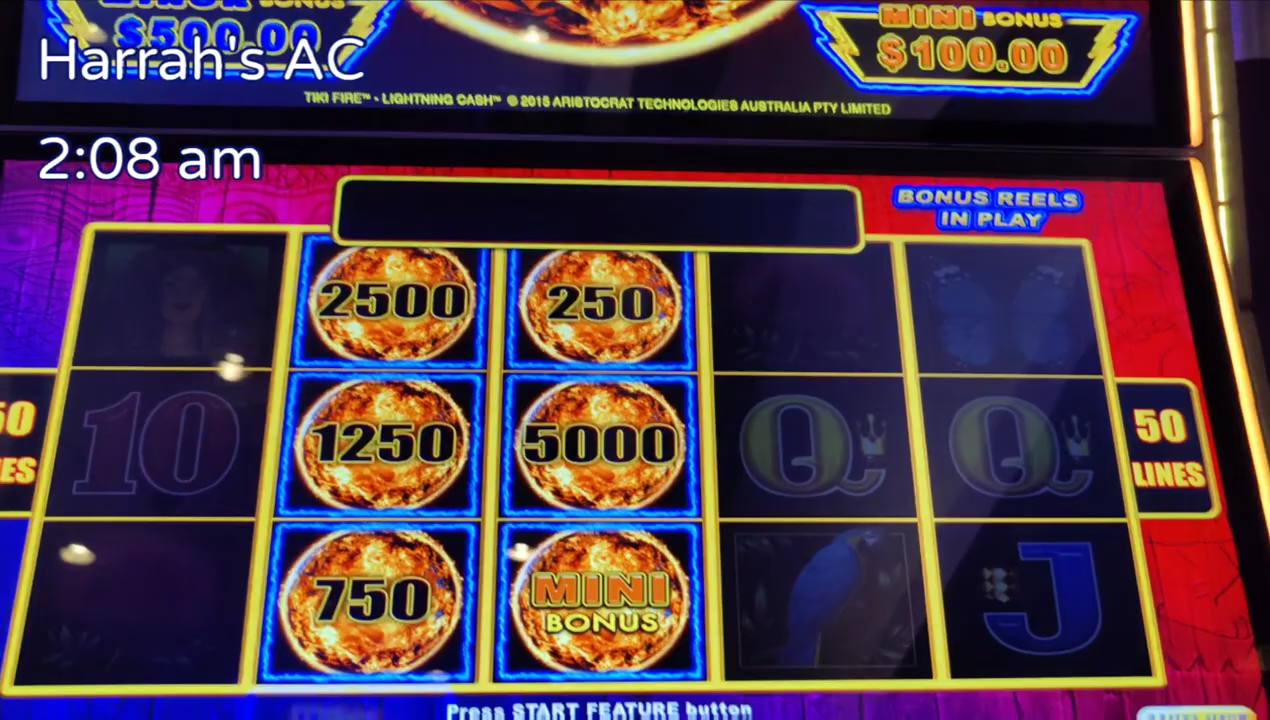 BONUS
$500.00
MINI BONUS
$100.00
Harrah's AC
TIKI FIRE™ - LIGHTNING CASH™ © 2015 ARISTOCRAT TECHNOLOGIES AUSTRALIA PTY LIMITED
2:08 am
BONUS REELS
IN PLAY
2500
250
50
LINES
10
1250
5000
Q
Q
50
LINES
750
MINI
BONUS
J
Press START FEATURE button